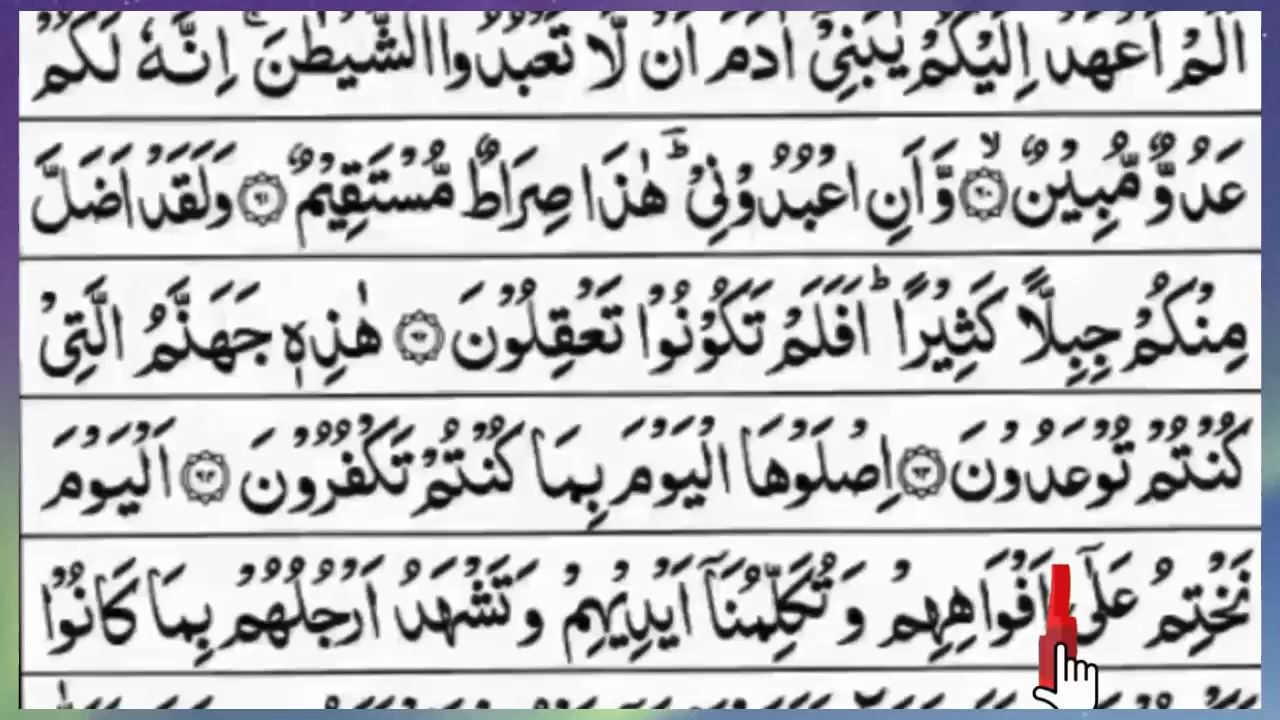 اَلَمْ اَعْهَدْ اِلَيْكُمْ يٰبَنِيْٓ اٰدَمَ اَنْ لَّا تَعْبُدُوا الشَّيْطٰنَ ۚ اِنَّهٗ لَكُمْ
عَدُوٌّ مُّبِيْنٌ ۙ ﴿۶۰﴾ وَّاَنِ اعْبُدُوْنِيْ ؕ هٰذَا صِرَاطٌ مُّسْتَقِيْمٌ ﴿۶۱﴾ وَلَقَدْ اَضَلَّ
مِنْكُمْ جِبِلًّا كَثِيْرًا ؕ اَفَلَمْ تَكُوْنُوْا تَعْقِلُوْنَ ﴿۶۲﴾ هٰذِهٖ جَهَنَّمُ الَّتِيْ
كُنْتُمْ تُوْعَدُوْنَ ﴿۶۳﴾ اِصْلَوْهَا الْيَوْمَ بِمَا كُنْتُمْ تَكْفُرُوْنَ ﴿۶۴﴾ اَلْيَوْمَ
نَخْتِمُ عَلٰٓى اَفْوَاهِهِمْ وَتُكَلِّمُنَآ اَيْدِيْهِمْ وَتَشْهَدُ اَرْجُلُهُمْ بِمَا كَانُوْا